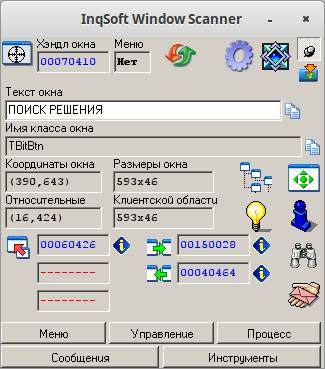 InqSoft Window Scanner
Хэндл окна Меню
00070410 Нет
Текст окна
ПОИСК РЕШЕНИЯ
Имя класса окна
TBitBtn
Координаты окна Размеры окна
(390,643) 593x46
Относительные Клиентской области
(16,424) 593x46
00060426 00150028
-------- 00040464
--------
Меню Управление Процесс
Сообщения Инструменты